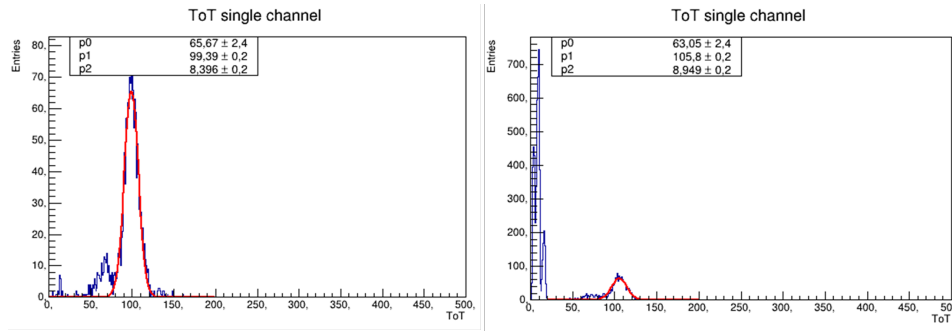 ToT single channel
Entries
p0 65,67 ± 2,4
p1 99,39 ± 0,2
p2 8,396 ± 0,2
80,
70,
60,
50,
40,
30,
20,
10,
0
0, 50, 100, 150, 200, 250, 300, 350, 400, 450, 500,
ToT
ToT single channel
Entries
p0 63,05 ± 2,4
p1 105,8 ± 0,2
p2 8,949 ± 0,2
700,
600,
500,
400,
300,
200,
100,
0
0, 50, 100, 150, 200, 250, 300, 350, 400, 450, 500,
ToT